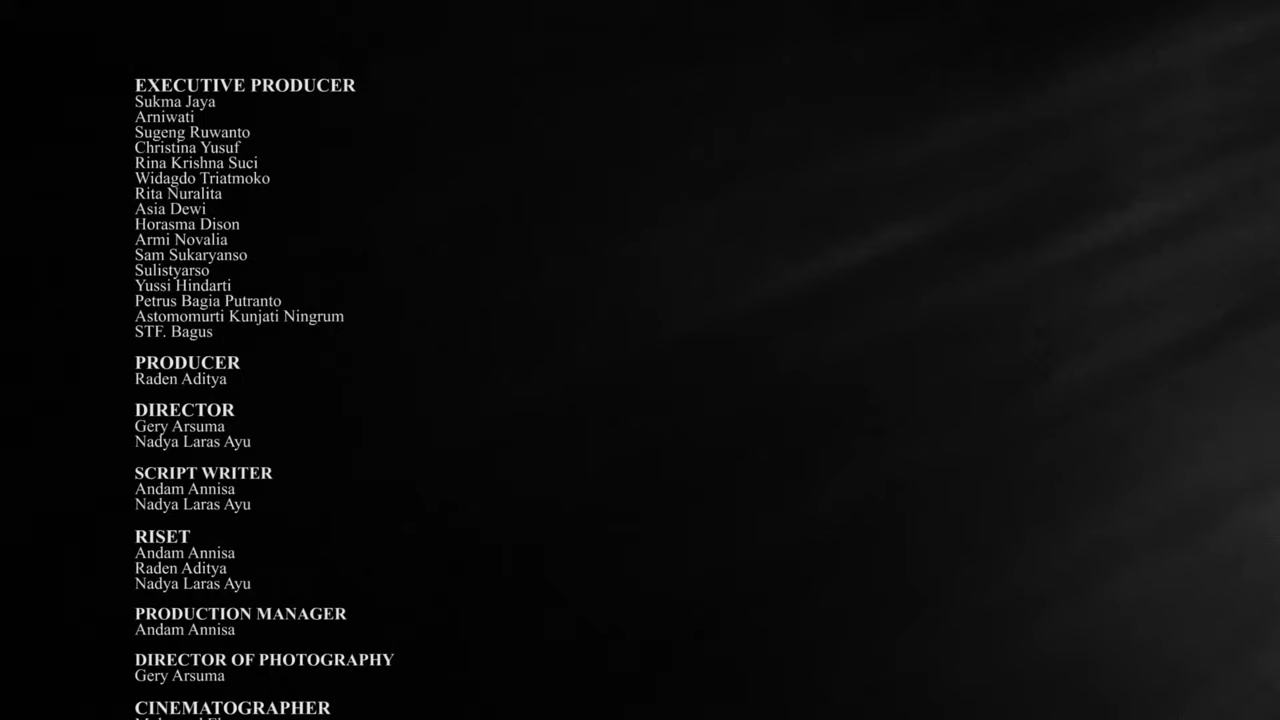 EXECUTIVE PRODUCER
Sukma Jaya
Arniwati
Sugeng Ruwanto
Christina Yusuf
Rina Krishna Suci
Widagdo Triatmoko
Rita Nuralita
Asia Dewi
Horasma Dison
Armi Novalia
Sam Sukaryanso
Sulistyarso
Yussi Hindarti
Petrus Bagia Putranto
Astomomurti Kunjati Ningrum
STF. Bagus
PRODUCER
Raden Aditya
DIRECTOR
Gery Arsuma
Nadya Laras Ayu
SCRIPT WRITER
Andam Annisa
Nadya Laras Ayu
RISET
Andam Annisa
Raden Aditya
Nadya Laras Ayu
PRODUCTION MANAGER
Andam Annisa
DIRECTOR OF PHOTOGRAPHY
Gery Arsuma
CINEMATOGRAPHER